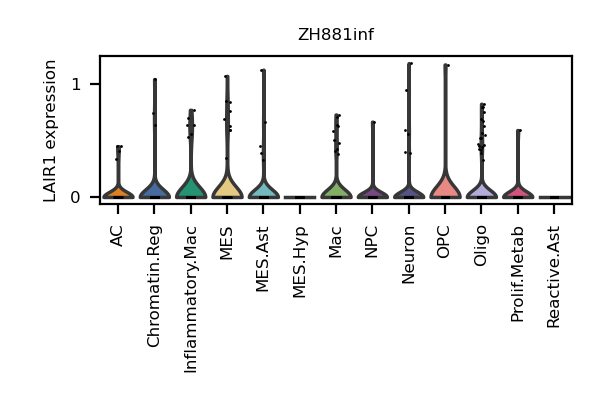 ZH881inf
LAIR1 expression
1
0
AC
Chromatin.Reg
Inflammatory.Mac
MES
MES.Ast
MES.Hyp
Mac
NPC
Neuron
OPC
Oligo
Prolif.Metab
Reactive.Ast